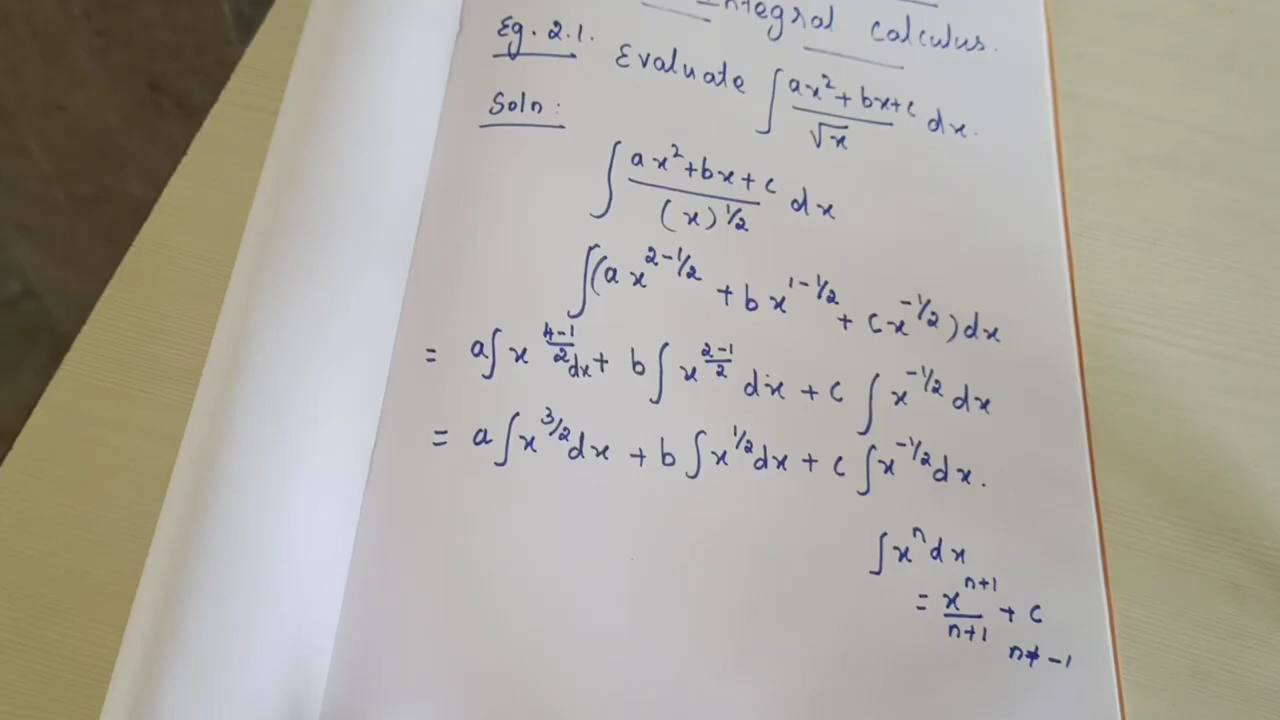 Integral Calculus.
Eg. 2.1. Evaluate ∫ (ax² + bx + c)/√x dx.
Soln:
∫ (ax² + bx + c)/(x)^1/2 dx
∫(a x^2-1/2 + b x^1-1/2 + c x^-1/2) dx
= a∫ x^(4-1)/2 dx + b∫ x^(2-1)/2 dx + c ∫ x^-1/2 dx
= a∫ x^3/2 dx + b∫ x^1/2 dx + c ∫ x^-1/2 dx.
∫ xⁿ dx
= x^n+1/n+1 + c
n ≠ -1